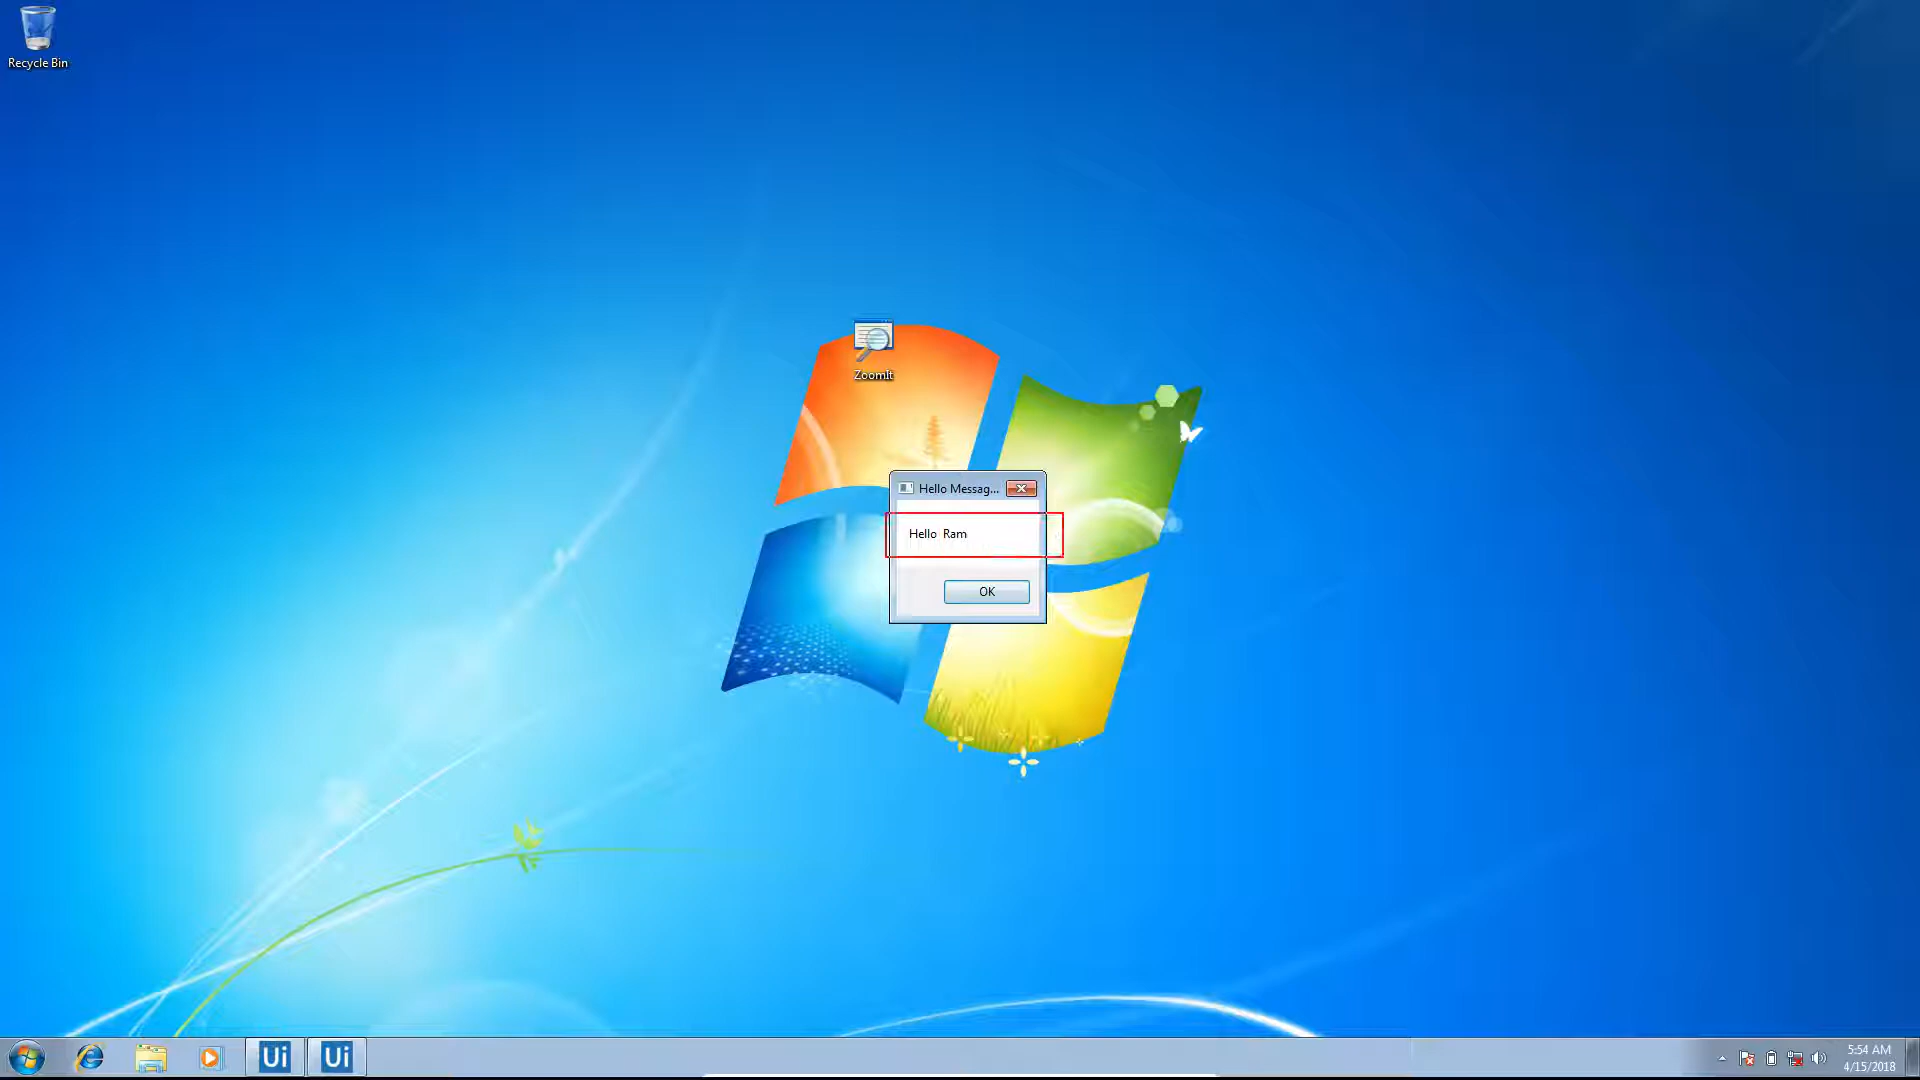 Recycle Bin
ZoomIt
Hello Messag...
Hello  Ram
OK
Ui
Ui
5:54 AM
4/15/2018